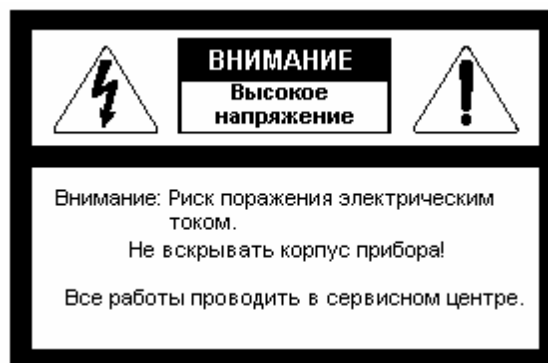 ВНИМАНИЕ
Высокое
напряжение
Внимание: Риск поражения электрическим
током.
Не вскрывать корпус прибора!
Все работы проводить в сервисном центре.